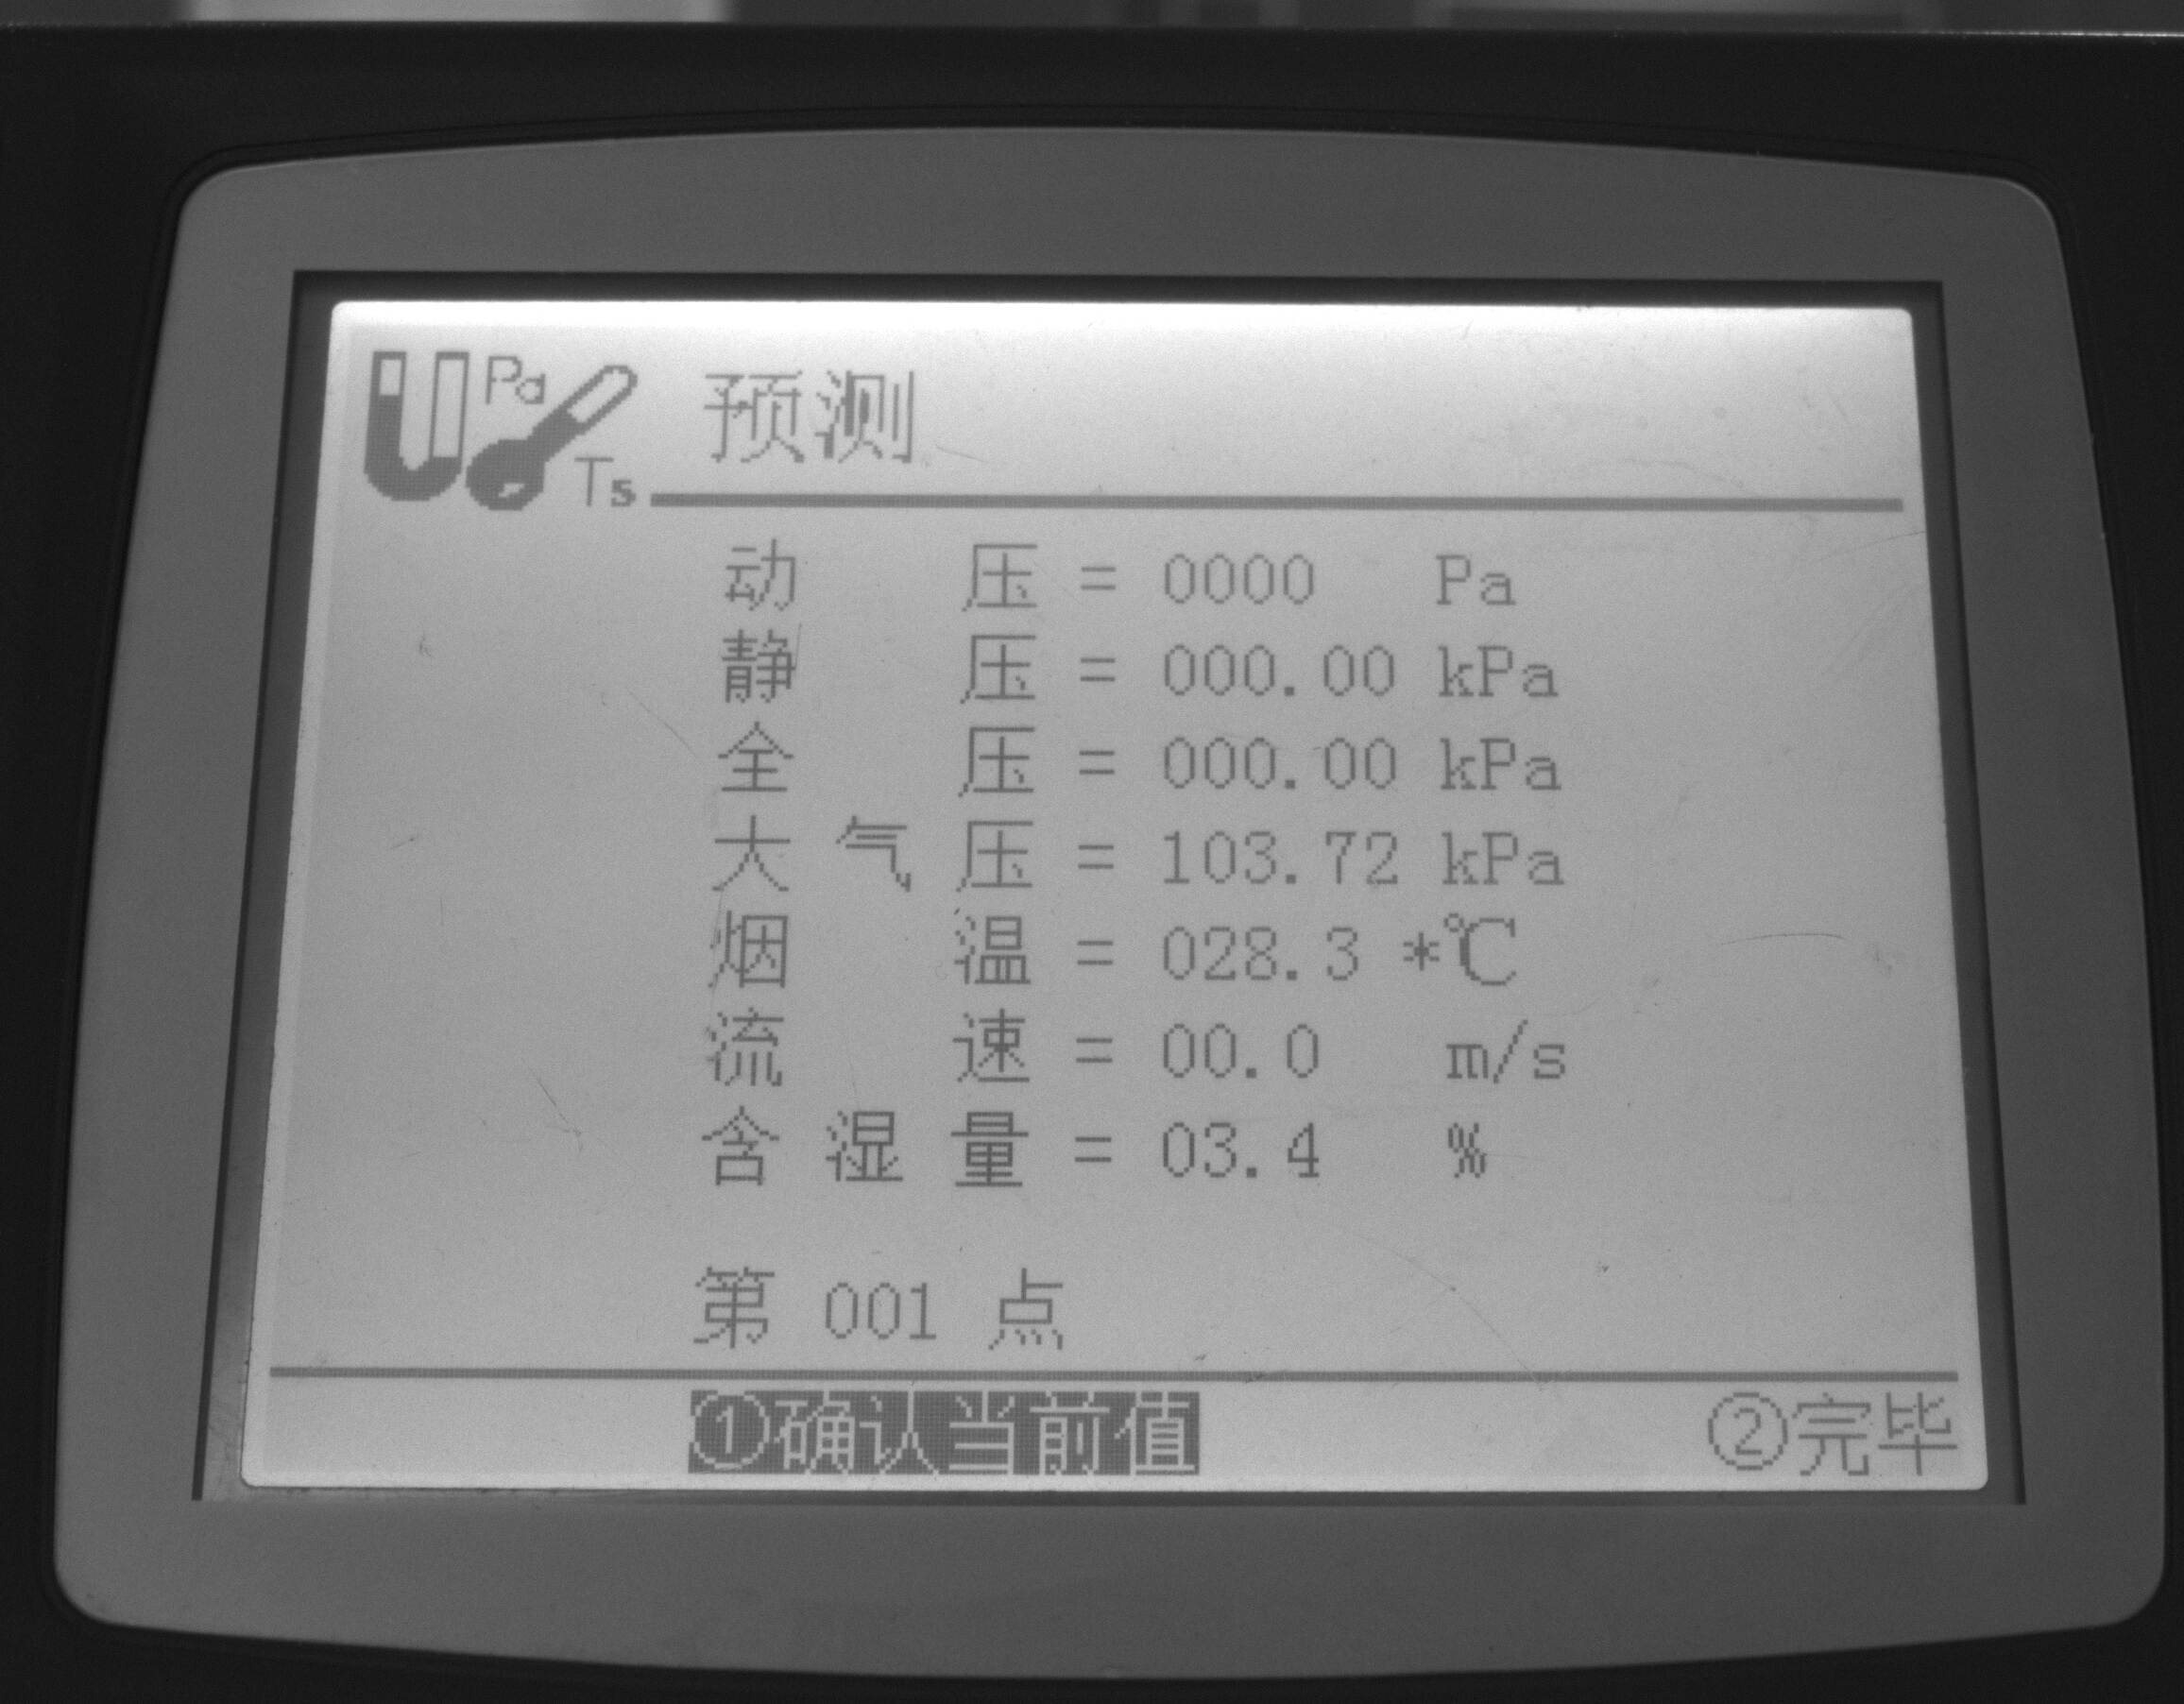 Pa Ts 预测
动 压 = 0000 Pa
静 压 = 000.00 kPa
全 压 = 000.00 kPa
大 气 压 = 103.72 kPa
烟 温 = 028.3 *℃
流 速 = 00.0 m/s
含 湿 量 = 03.4 %
第 001 点
①确认当前值 ②完毕